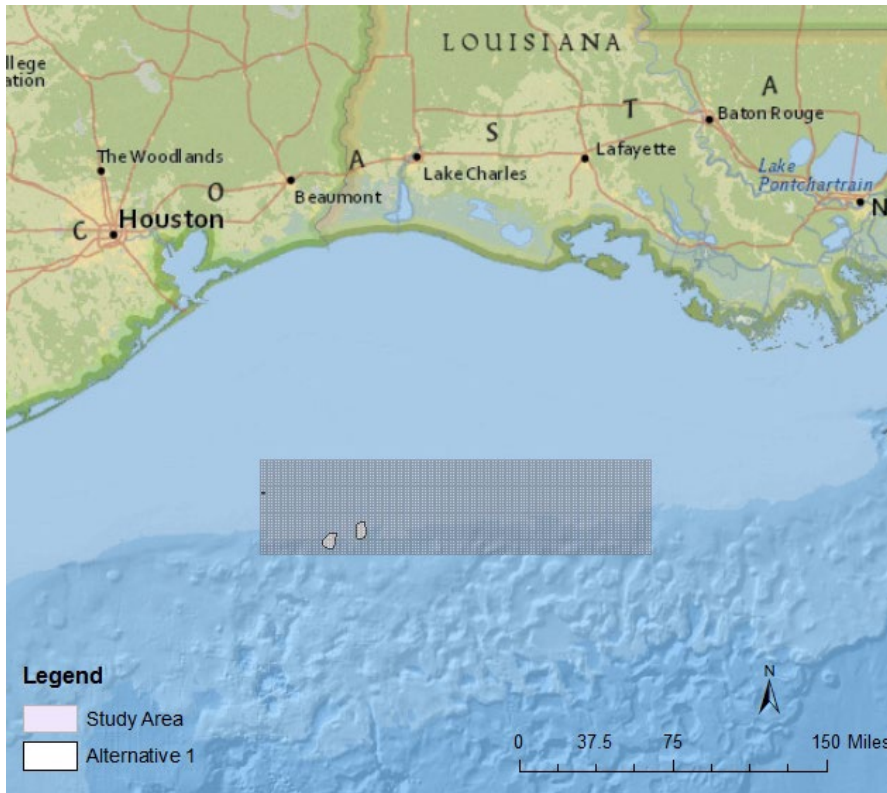 LOUISIANA
llege
ation
A
Baton Rouge
T
S
The Woodlands
A
Lake Charles
Lafayette
Lake
Pontchartrain
O
Beaumont
C
Houston
N
Legend
Study Area
Alternative 1
N
0 37.5 75 150 Miles